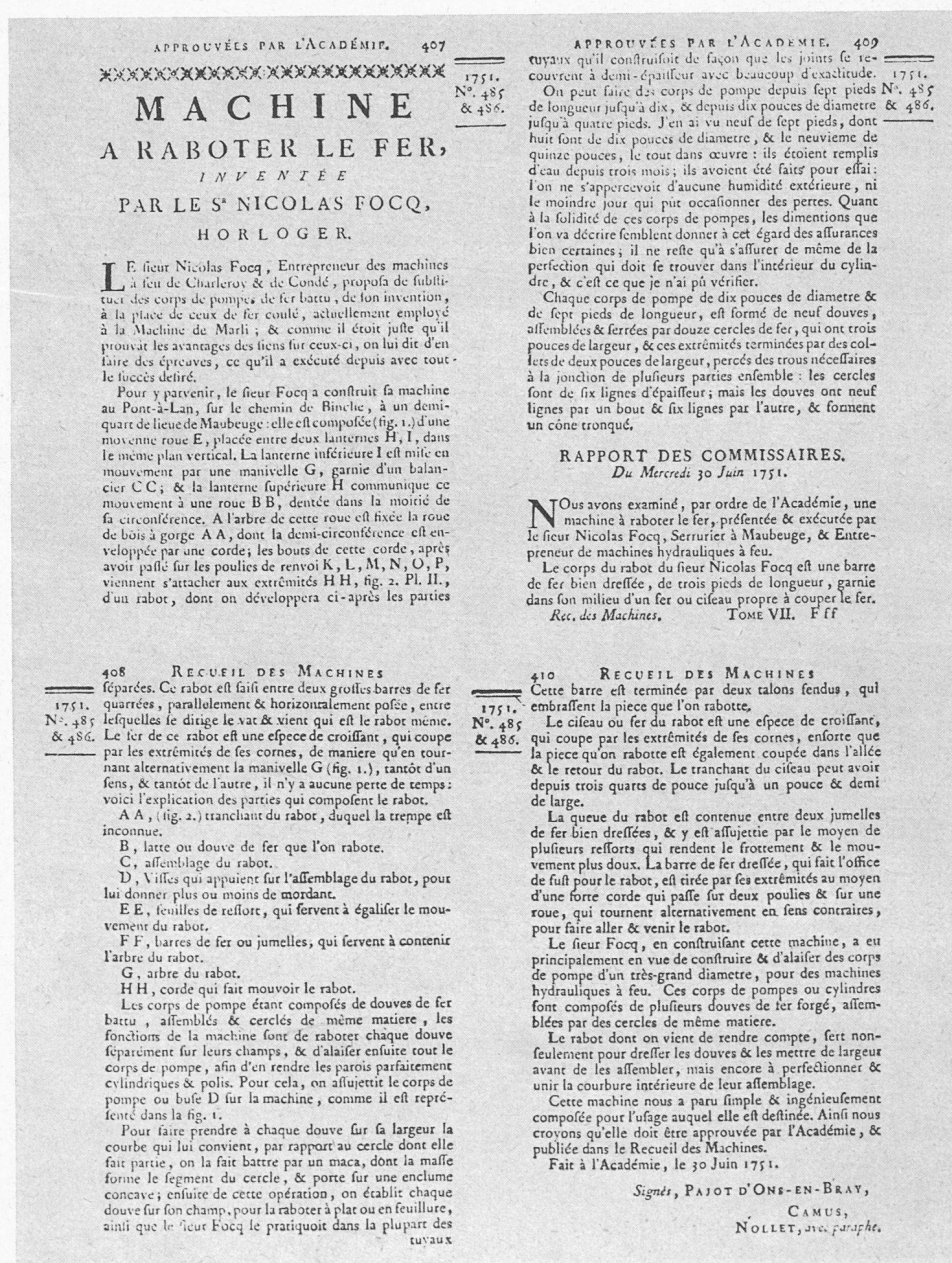 APPROUVÉES PAR L'ACADÉMIE. 407
1751.
N°. 485
& 486.
MACHINE
A RABOTER LE FER,
INVENTÉE
PAR LE Sʳ NICOLAS FOCQ,
HORLOGER.
LE ſieur Nicolas Focq, Entrepreneur des machines
à feu de Charleroy & de Condé, propoſa de ſubſti-
tuer des corps de pompes de fer battu, de ſon invention,
à la place de ceux de fer coulé, actuellement employé
à la Machine de Marli ; & comme il étoit juſte qu'il
prouvât les avantages des ſiens ſur ceux-ci, on lui dit d'en
faire des épreuves, ce qu'il a exécuté depuis avec tout
le ſuccès deſiré.
Pour y parvenir, le ſieur Focq a conſtruit ſa machine
au Pont-à-Lan, ſur le chemin de Binche, à un demi-
quart de lieue de Maubeuge : elle eſt compoſée (fig. 1.) d'une
moyenne roue E, placée entre deux lanternes H, I, dans
le même plan vertical. La lanterne inférieure I eſt miſe en
mouvement par une manivelle G, garnie d'un balan-
cier CC ; & la lanterne ſupérieure H communique ce
mouvement à une roue BB, dentée dans la moitié de
ſa circonférence. A l'arbre de cette roue eſt fixée la roue
de bois à gorge AA, dont la demi-circonférence eſt en-
veloppée par une corde ; les bouts de cette corde, après
avoir paſſé ſur les poulies de renvoi K, L, M, N, O, P,
viennent s'attacher aux extrêmités HH, fig. 2. Pl. II.,
d'un rabot, dont on développera ci-après les parties
408 RECUEIL DES MACHINES
1751.
N°. 485
& 486.
ſéparées. Ce rabot eſt ſaiſi entre deux groſſes barres de fer
quarrées, parallelement & horizontalement poſée, entre
leſquelles ſe dirige le vat & vient qui eſt le rabot même.
Le fer de ce rabot eſt une eſpece de croiſſant, qui coupe
par les extrêmités de ſes cornes, de maniere qu'en tour-
nant alternativement la manivelle G (fig. 1.), tantôt d'un
ſens, & tantôt de l'autre, il n'y a aucune perte de temps :
voici l'explication des parties qui compoſent le rabot.
AA, (fig. 2.) tranchant du rabot, duquel la trempe eſt
inconnue.
B, latte ou douve de fer que l'on rabote.
C, aſſemblage du rabot.
D, Viſſes qui appuient ſur l'aſſemblage du rabot, pour
lui donner plus ou moins de mordant.
EE, feuilles de reſſort, qui ſervent à égaliſer le mou-
vement du rabot.
FF, barres de fer ou jumelles, qui ſervent à contenir
l'arbre du rabot.
G, arbre du rabot.
HH, corde qui fait mouvoir le rabot.
Les corps de pompe étant compoſés de douves de fer
battu, aſſemblés & cerclés de même matiere, les
fonctions de la machine ſont de raboter chaque douve
ſéparément ſur leurs champs, & d'alaiſer enſuite tout le
corps de pompe, afin d'en rendre les parois parfaitement
cylindriques & polis. Pour cela, on aſſujettit le corps de
pompe ou buſe D ſur la machine, comme il eſt repré-
ſenté dans la fig. 1.
Pour faire prendre à chaque douve ſur ſa largeur la
courbe qui lui convient, par rapport au cercle dont elle
fait partie, on la fait battre par un maca, dont la maſſe
forme le ſegment du cercle, & porte ſur une enclume
concave ; enſuite de cette opération, on établit chaque
douve ſur ſon champ, pour la raboter à plat ou en feuillure,
ainſi que le ſieur Focq le pratiquoit dans la plupart des
tuyaux
APPROUVÉES PAR L'ACADEMIE. 409
1751.
N°. 485
& 486.
tuyaux qu'il conſtruiſoit de façon que les joints ſe re-
couvrent à demi-épaiſſeur avec beaucoup d'exactitude.
On peut faire des corps de pompe depuis ſept pieds
de longueur juſqu'à dix, & depuis dix pouces de diametre
juſqu'à quatre pieds. J'en ai vu neuf de ſept pieds, dont
huit ſont de dix pouces de diametre, & le neuvieme de
quinze pouces, le tout dans œuvre : ils étoient remplis
d'eau depuis trois mois ; ils avoient été faits pour eſſai :
l'on ne s'appercevoit d'aucune humidité extérieure, ni
le moindre jour qui pût occaſionner des pertes. Quant
à la ſolidité de ces corps de pompes, les dimentions que
l'on va décrire ſemblent donner à cet égard des aſſurances
bien certaines ; il ne reſte qu'à s'aſſurer de même de la
perfection qui doit ſe trouver dans l'intérieur du cylin-
dre, & c'eſt ce que je n'ai pû vérifier.
Chaque corps de pompe de dix pouces de diametre &
de ſept pieds de longueur, eſt formé de neuf douves,
aſſemblées & ſerrées par douze cercles de fer, qui ont trois
pouces de largeur, & ces extrêmités terminées par des col-
lets de deux pouces de largeur, percés des trous néceſſaires
à la jonction de pluſieurs parties enſemble : les cercles
ſont de ſix lignes d'épaiſſeur ; mais les douves ont neuf
lignes par un bout & ſix lignes par l'autre, & forment
un cône tronqué.
RAPPORT DES COMMISSAIRES.
Du Mercredi 30 Juin 1751.
NOus avons examiné, par ordre de l'Académie, une
machine à raboter le fer, préſentée & exécutée par
le ſieur Nicolas Focq, Serrurier à Maubeuge, & Entre-
preneur de machines hydrauliques à feu.
Le corps du rabot du ſieur Nicolas Focq eſt une barre
de fer bien dreſſée, de trois pieds de longueur, garnie
dans ſon milieu d'un fer ou ciſeau propre à couper le fer.
Rec. des Machines. TOME VII. Fff
410 RECUEIL DES MACHINES
1751.
N°. 485
& 486.
Cette barre eſt terminée par deux talons fendus, qui
embraſſent la piece que l'on rabotte.
Le ciſeau ou fer du rabot eſt une eſpece de croiſſant,
qui coupe par les extrêmités de ſes cornes, enſorte que
la piece qu'on rabotte eſt également coupée dans l'allée
& le retour du rabot. Le tranchant du ciſeau peut avoir
depuis trois quarts de pouce juſqu'à un pouce & demi
de large.
La queue du rabot eſt contenue entre deux jumelles
de fer bien dreſſées, & y eſt aſſujettie par le moyen de
pluſieurs reſſorts qui rendent le frottement & le mou-
vement plus doux. La barre de fer dreſſée, qui fait l'office
de fuſt pour le rabot, eſt tirée par ſes extrêmités au moyen
d'une forte corde qui paſſe ſur deux poulies & ſur une
roue, qui tournent alternativement en ſens contraires,
pour faire aller & venir le rabot.
Le ſieur Focq, en conſtruiſant cette machine, a eu
principalement en vue de conſtruire & d'alaiſer des corps
de pompe d'un très-grand diametre, pour des machines
hydrauliques à feu. Ces corps de pompes ou cylindres
ſont compoſés de pluſieurs douves de fer forgé, aſſem-
blées par des cercles de même matiere.
Le rabot dont on vient de rendre compte, ſert non-
ſeulement pour dreſſer les douves & les mettre de largeur
avant de les aſſembler, mais encore à perfectionner &
unir la courbure intérieure de leur aſſemblage.
Cette machine nous a paru ſimple & ingénieuſement
compoſée pour l'uſage auquel elle eſt deſtinée. Ainſi nous
croyons qu'elle doit être approuvée par l'Académie, &
publiée dans le Recueil des Machines.
Fait à l'Académie, le 30 Juin 1751.
Signés, PAJOT D'ONS-EN-BRAY,
CAMUS,
NOLLET, avec paraphe.